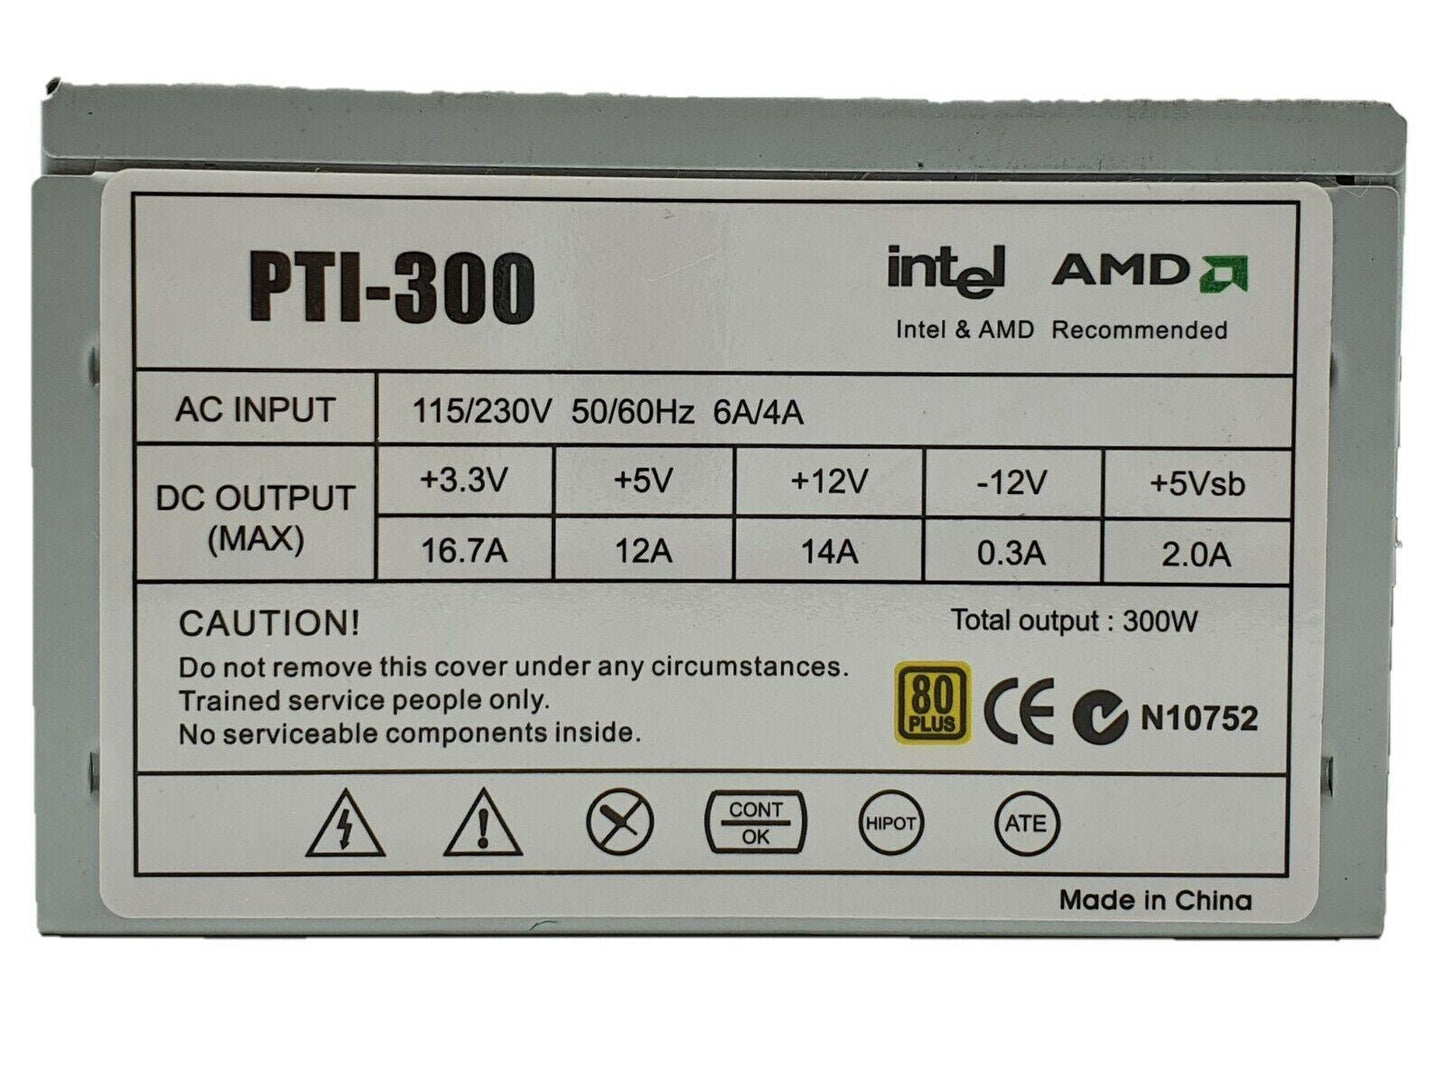 PTI-300
intel AMD
Intel & AMD Recommended
AC INPUT 115/230V 50/60Hz 6A/4A
DC OUTPUT (MAX) +3.3V +5V +12V -12V +5Vsb
16.7A 12A 14A 0.3A 2.0A
CAUTION!
Total output : 300W
Do not remove this cover under any circumstances.
Trained service people only.
No serviceable components inside.
80 PLUS CE N10752
CONT OK HIPOT ATE
Made in China